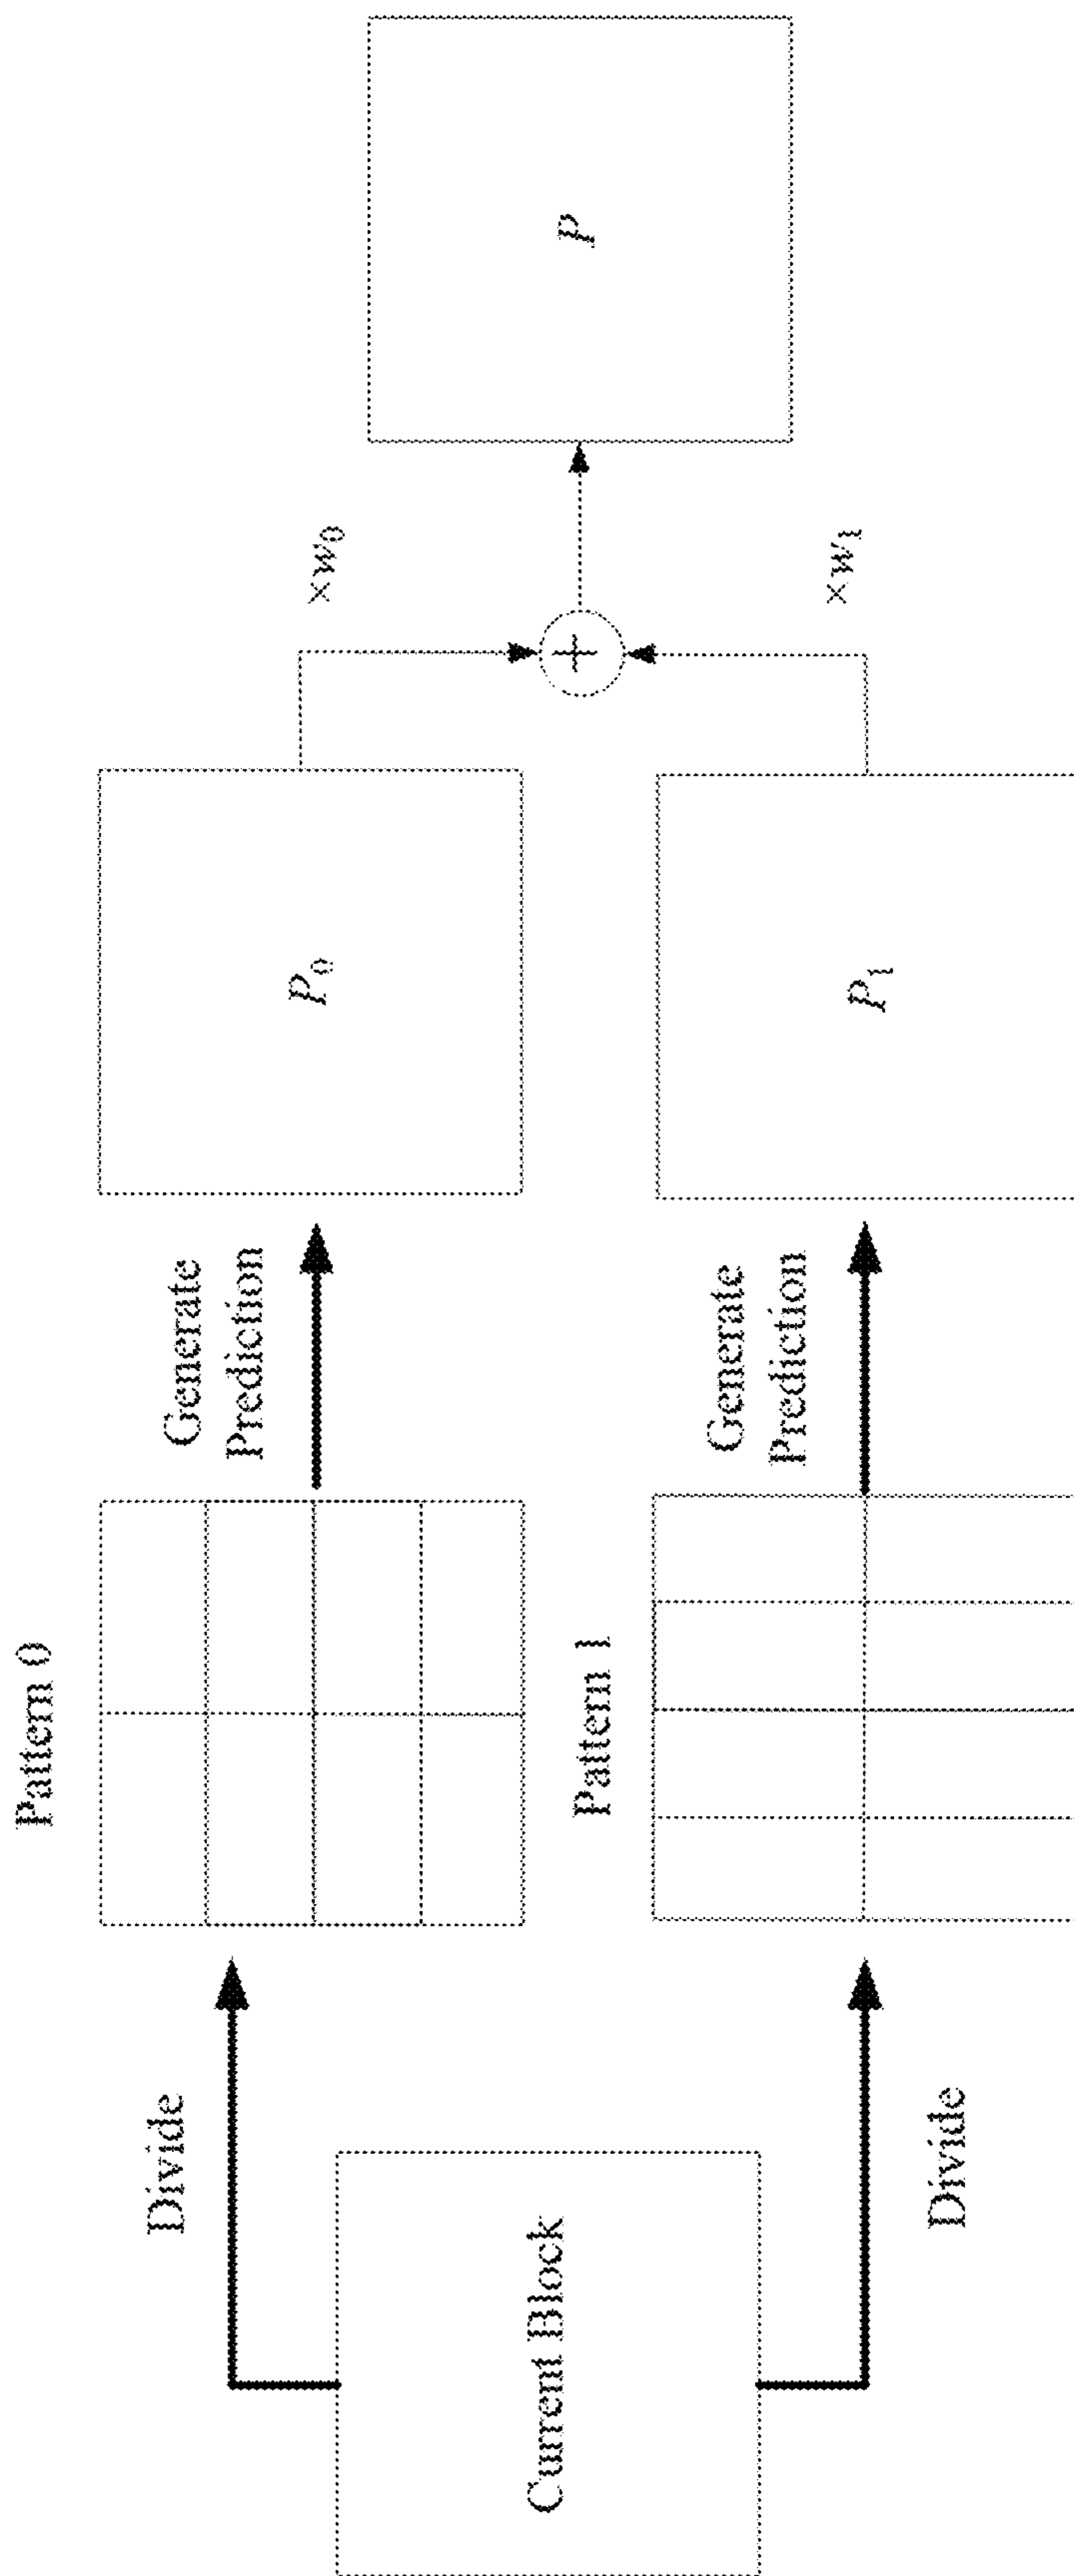 Current Block
Divide
Divide
Pattern 0
Pattern 1
Generate
Prediction
Generate
Prediction
P₀
P₁
×w₀
×w₁
+
P